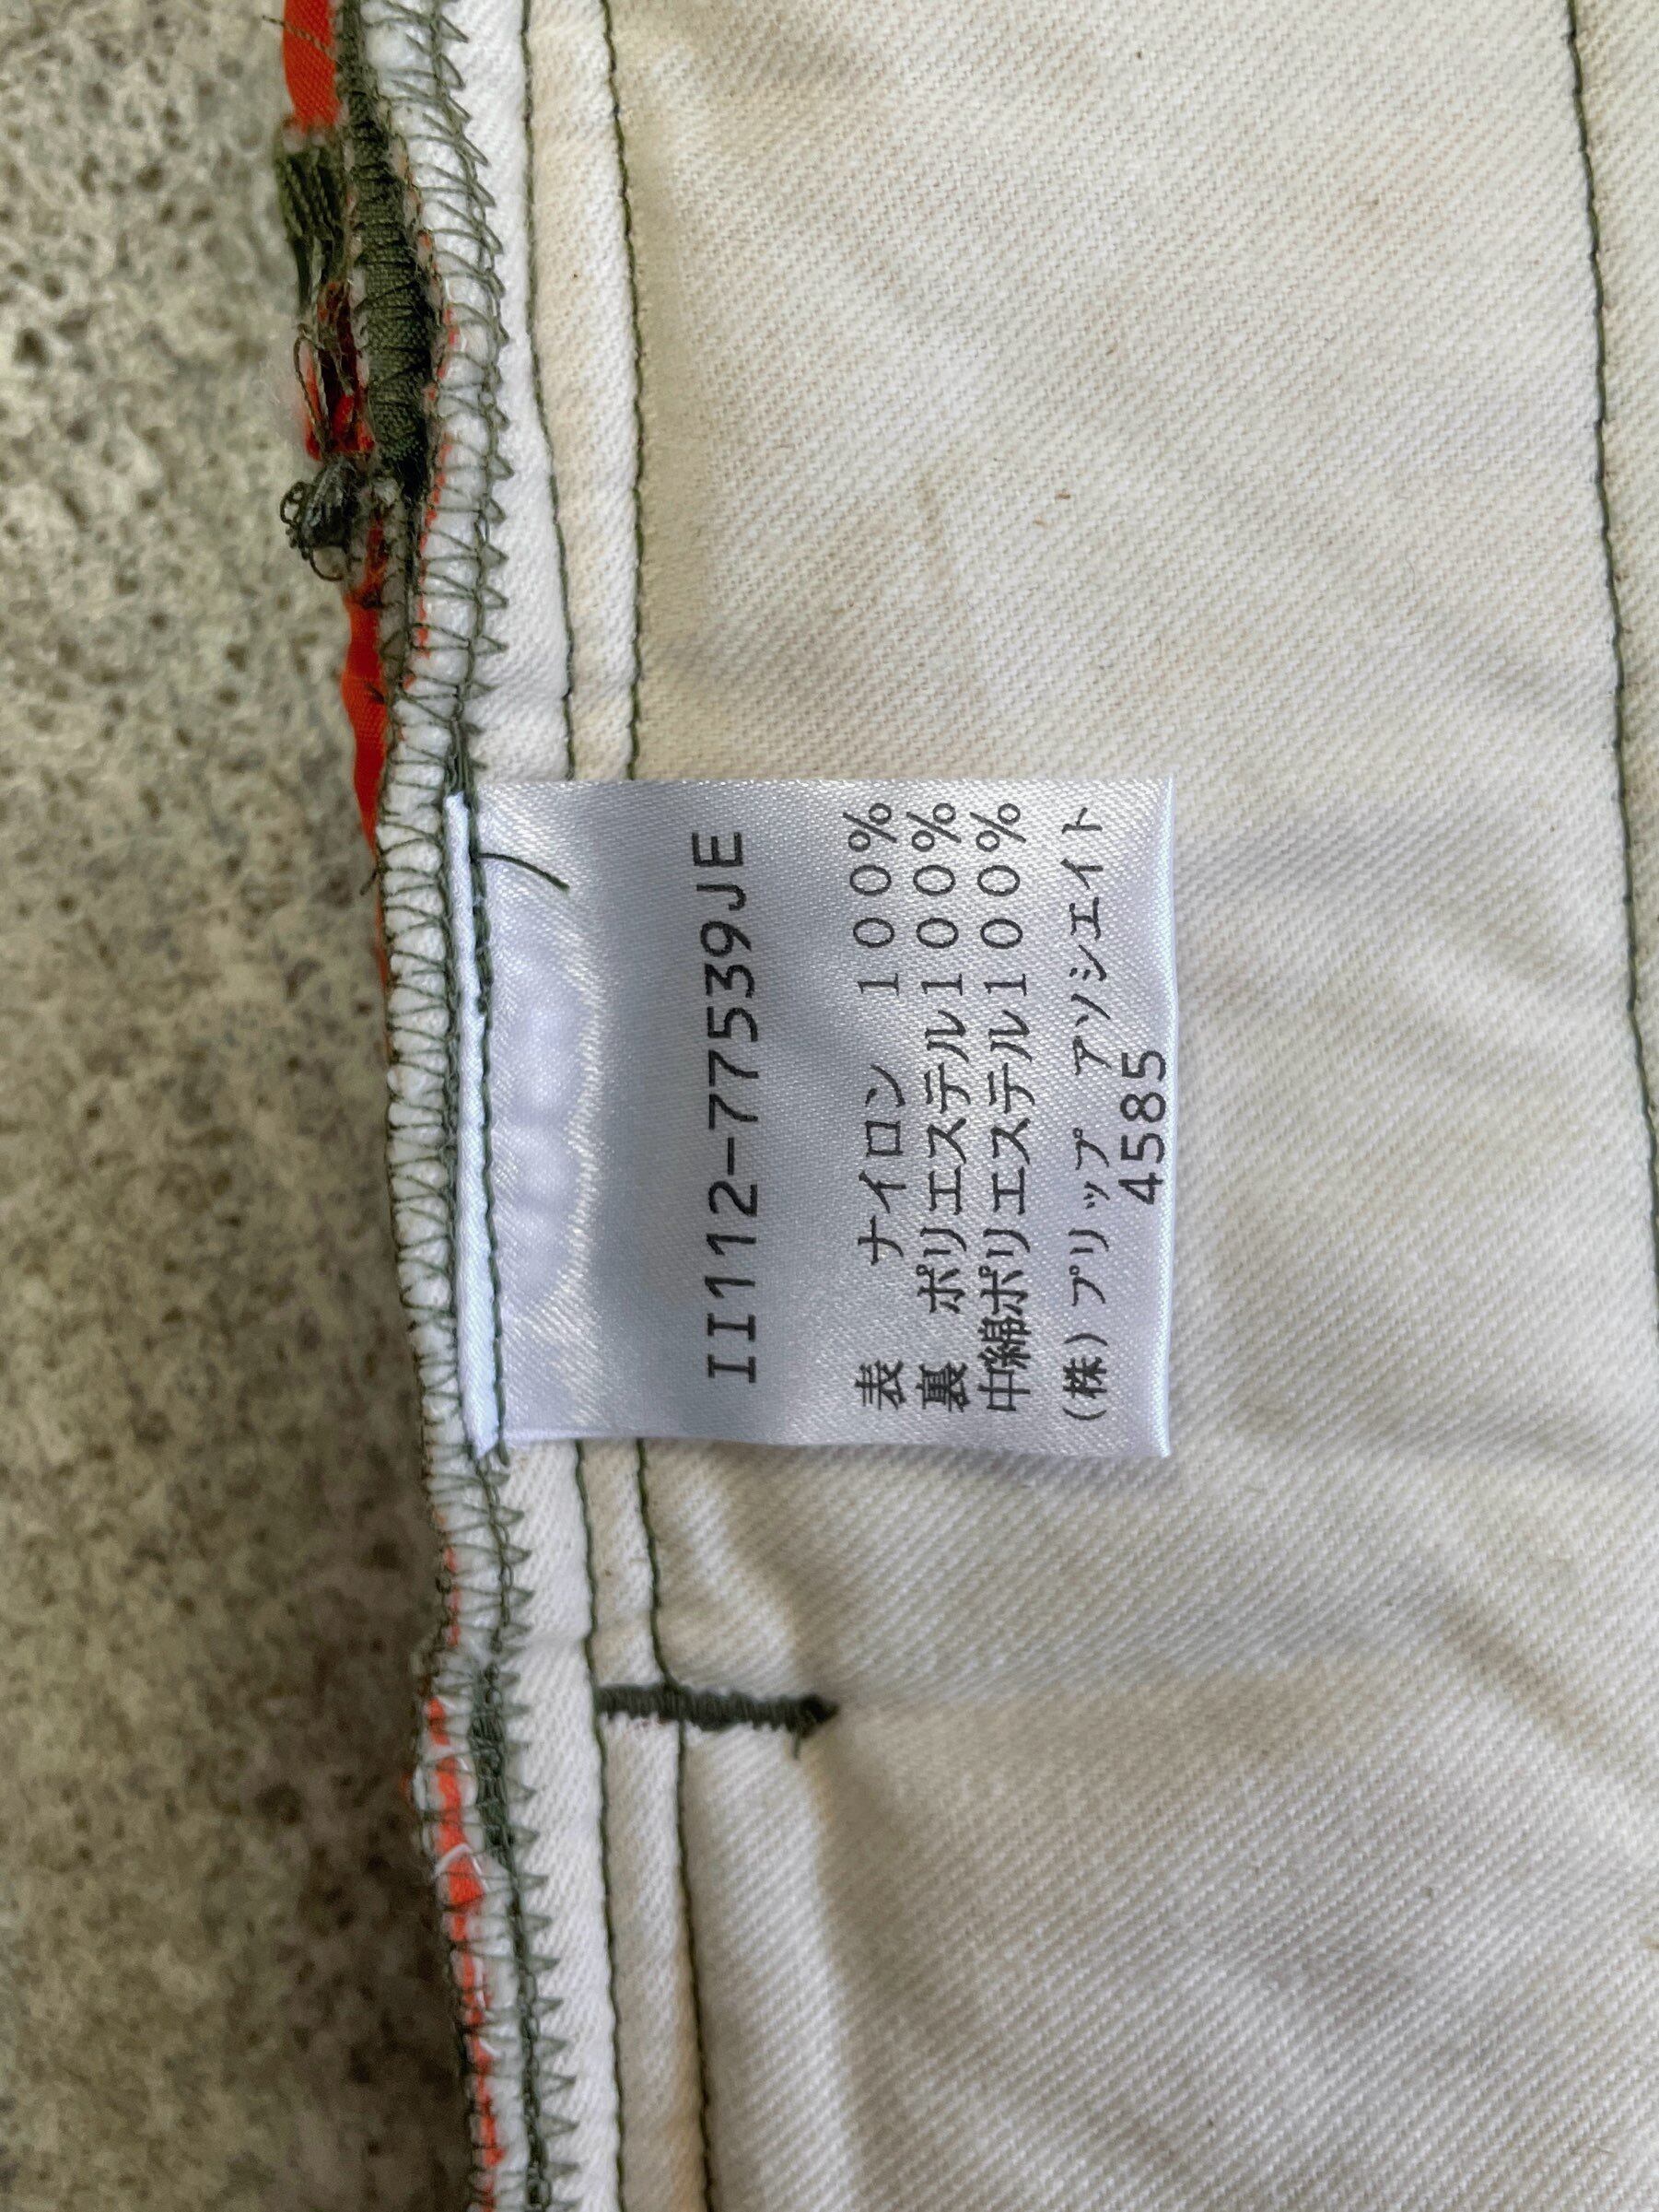 II112-77539JE
表　ナイロン　１００％
裏　ポリエステル１００％
中綿ポリエステル１００％
（株）プリップ　アソシエイト
4585